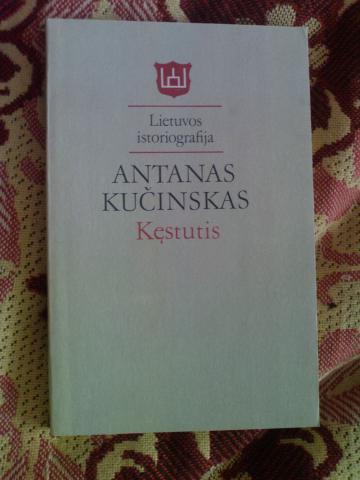 Lietuvos
istoriografija
ANTANAS
KUČINSKAS
Kęstutis